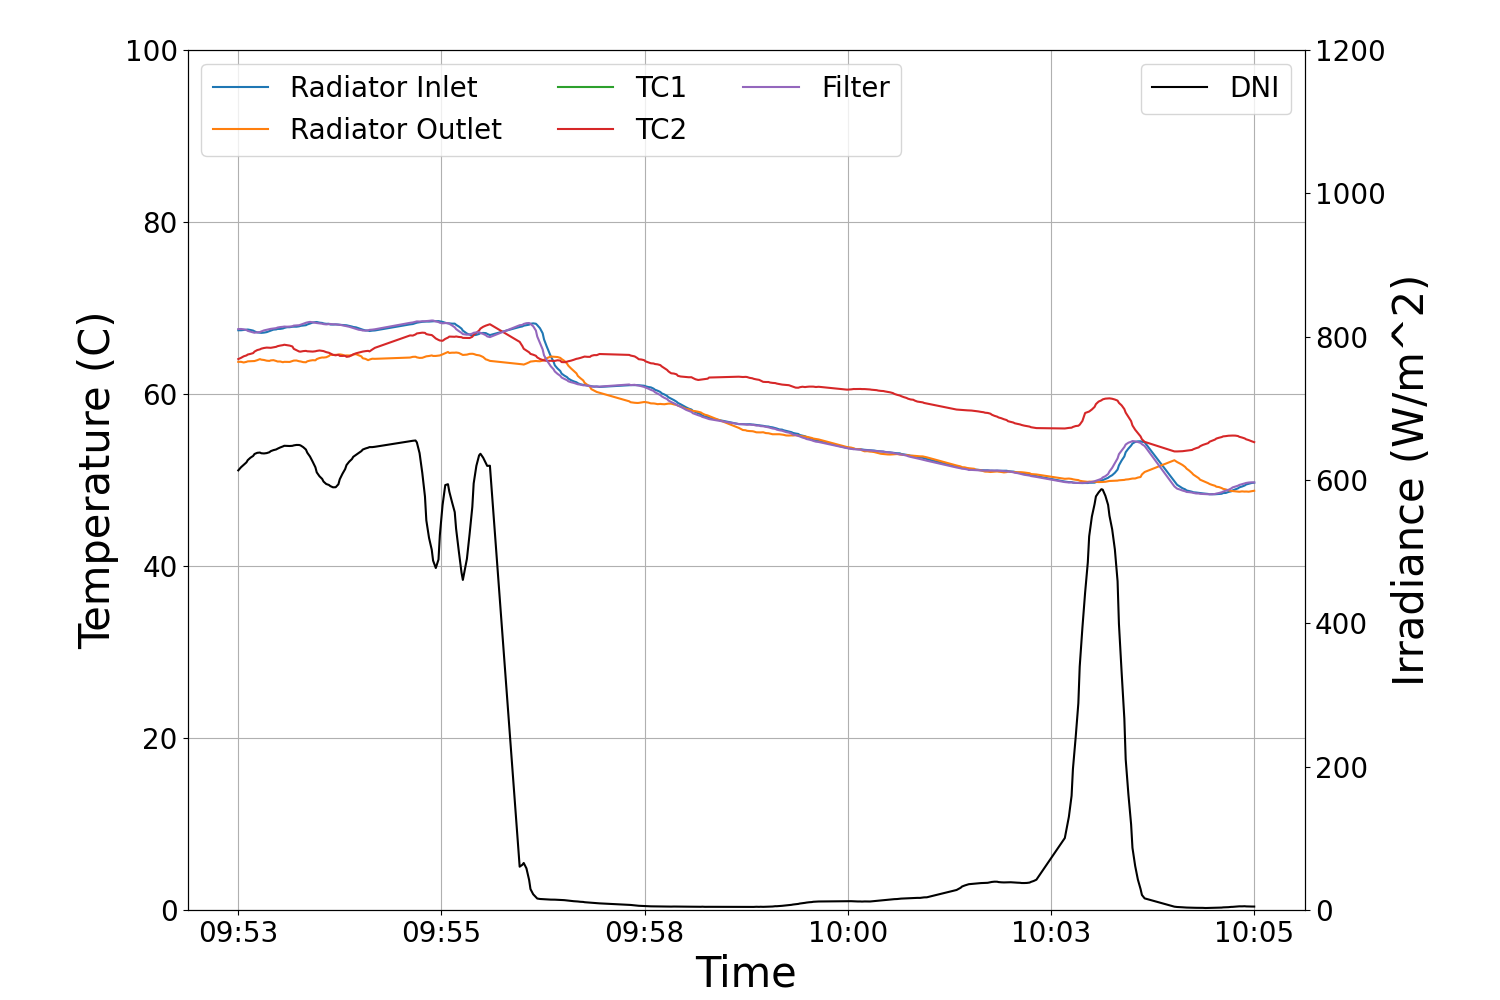 Radiator Inlet
Radiator Outlet
TC1
TC2
Filter
DNI
Temperature (C)
100
80
60
40
20
0
1200
1000
800
600
400
200
0
Irradiance (W/m^2)
09:53 09:55 09:58 10:00 10:03 10:05
Time